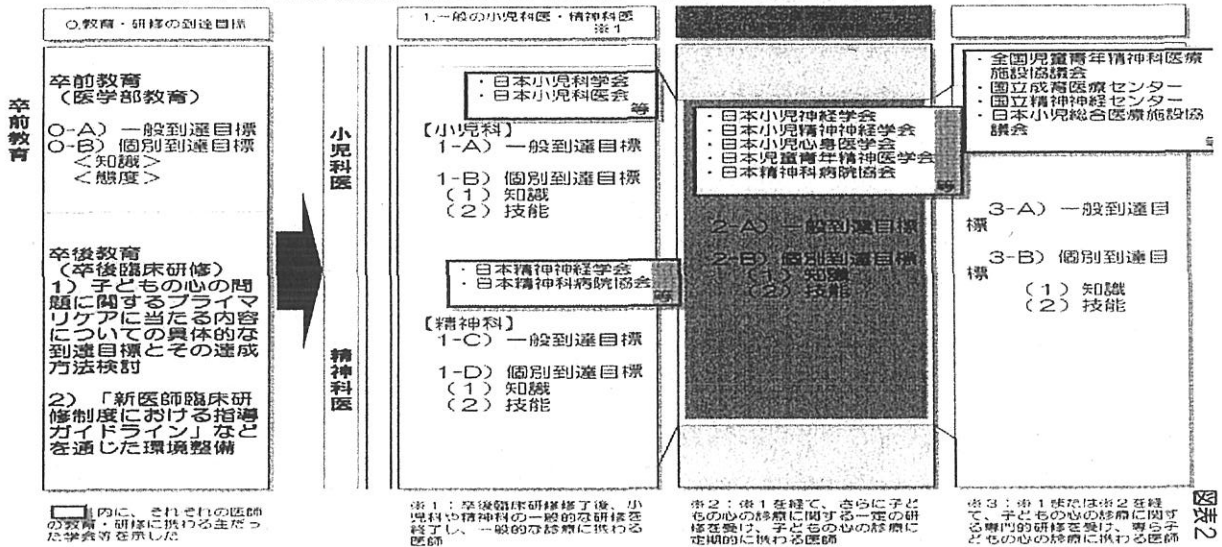 0.教育・研修の到達目標
卒前教育
卒前教育
(医学部教育)
0-A) 一般到達目標
0-B) 個別到達目標
<知識>
<態度>
卒後教育
(卒後臨床研修)
1) 子どもの心の問
題に関するプライマ
リケアに当たる内容
についての具体的な
到達目標とその達成
方法検討
2) 「新医師臨床研
修制度における指導
ガイドライン」など
を通じた環境整備
内に、それぞれの医師
の教育・研修に携わる主だっ
た学会等を示した
小児科医
精神科医
1.一般の小児科医・精神科医
※1
・日本小児科学会
・日本小児科医会
等
【小児科】
1-A) 一般到達目標
1-B) 個別到達目標
(1) 知識
(2) 技能
・日本精神神経学会
・日本精神科病院協会
等
【精神科】
1-C) 一般到達目標
1-D) 個別到達目標
(1) 知識
(2) 技能
※1:卒後臨床研修修了後、小
児科や精神科の一般的な研修を
終了し、一般的な診療に携わる
医師
・日本小児神経学会
・日本小児精神神経学会
・日本小児心身医学会
・日本児童青年精神医学会
・日本精神科病院協会
等
2-A) 一般到達目標
2-B) 個別到達目標
(1) 知識
(2) 技能
※2:※1を経て、さらに子ど
もの心の診療に関する一定の研
修を受け、子どもの心の診療に
定期的に携わる医師
・全国児童青年精神科医療
施設協議会
・国立成育医療センター
・国立精神神経センター
・日本小児総合医療施設協
議会
3-A) 一般到達目
標
3-B) 個別到達目
標
(1) 知識
(2) 技能
※3:※1または※2を経
て、子どもの心の診療に関す
る専門的研修を受け、専ら子
どもの心の診療に携わる医師
図表2